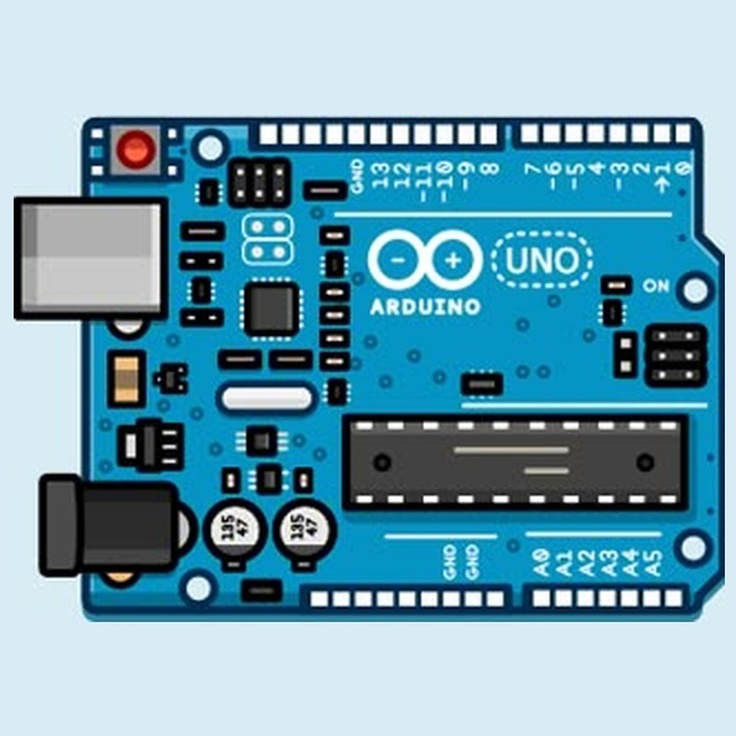 GND 13 12 ~11 ~10 ~9 8 7 ~6 ~5 4 ~3 2 →1 0
- + UNO
ON
ARDUINO
135 47 135 47
GND GND A0 A1 A2 A3 A4 A5